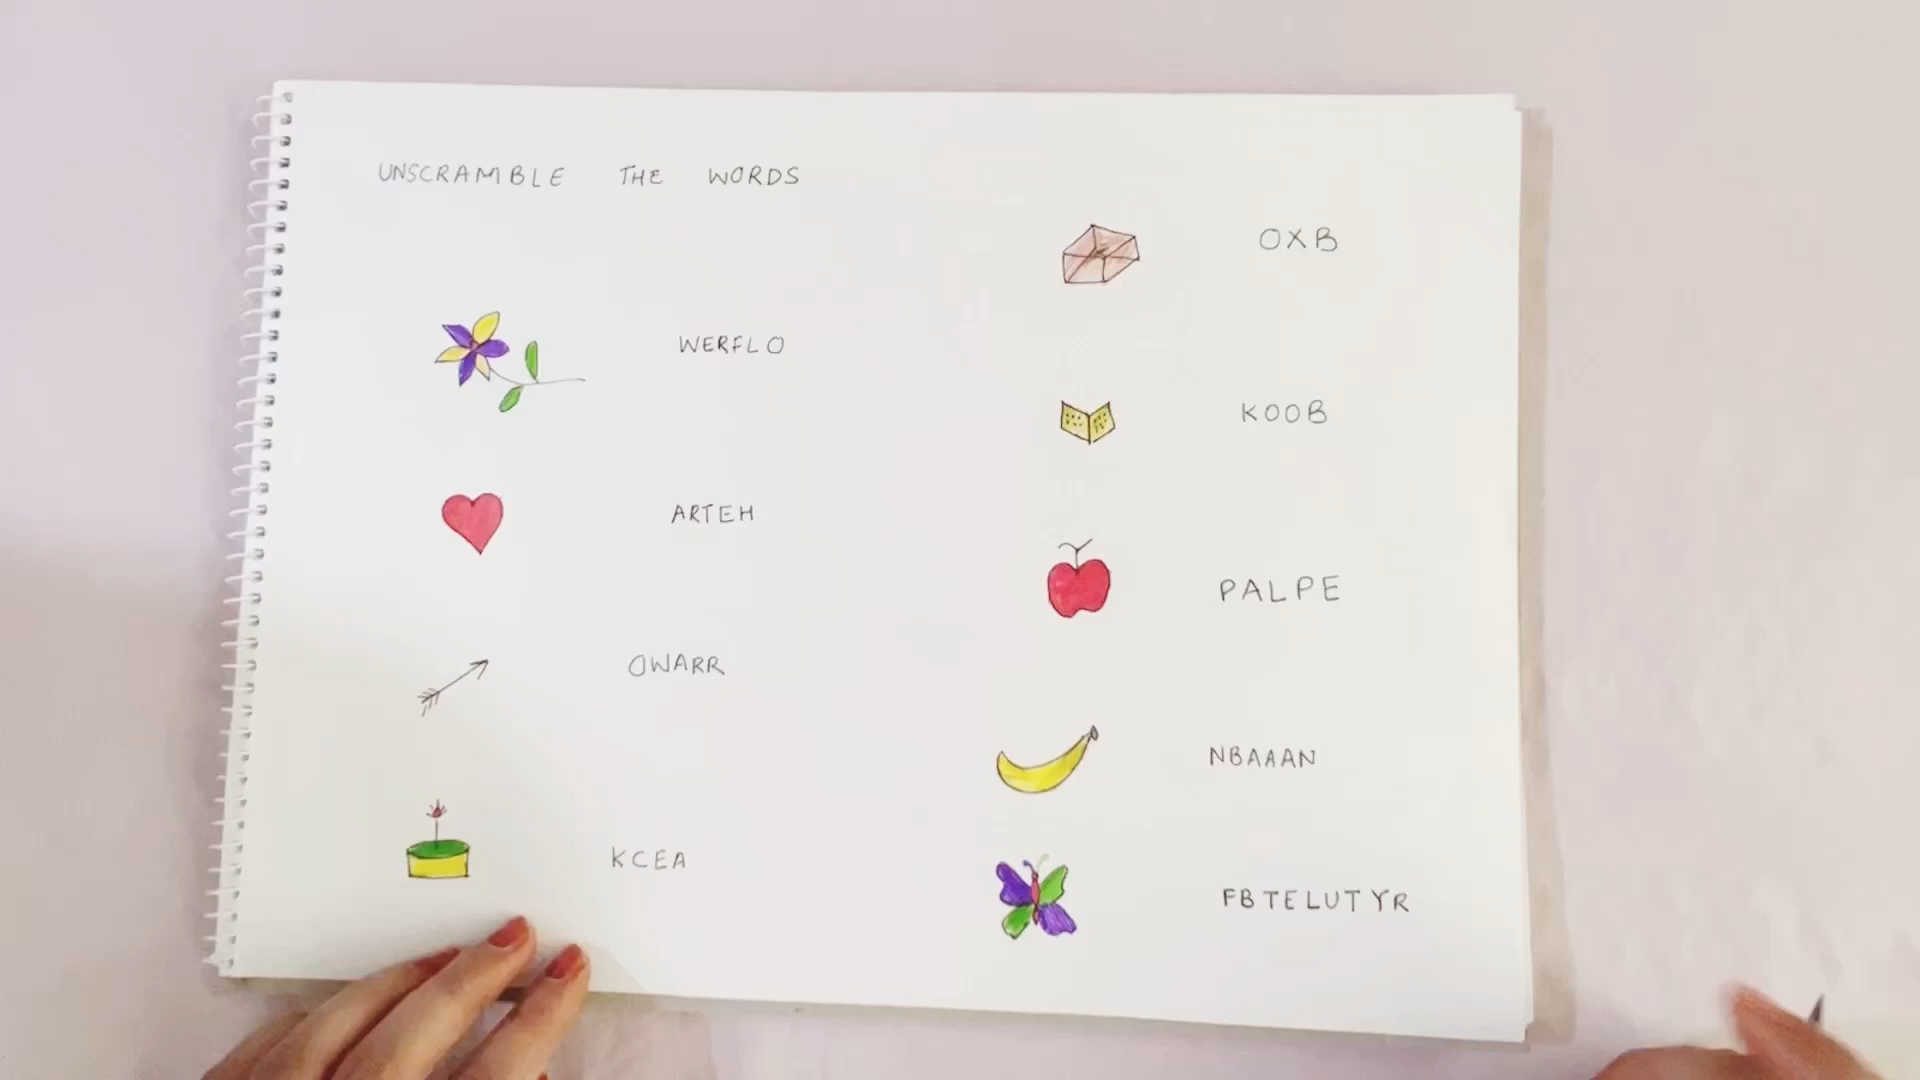 UNSCRAMBLE THE WORDS
WERFLO
ARTEH
OWARR
KCEA
OXB
KOOB
PALPE
NBAAAN
FBTELUTYR